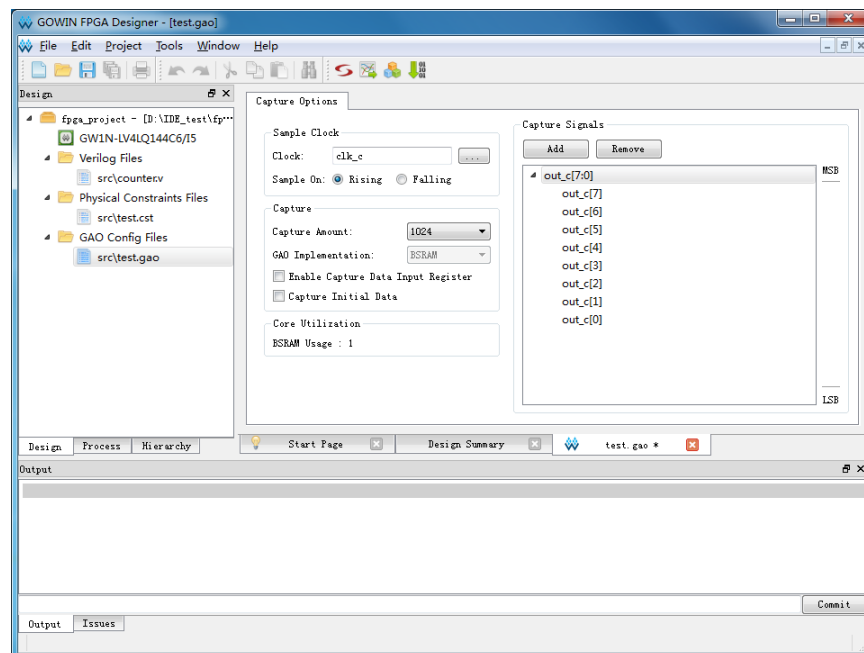 GOWIN FPGA Designer - [test.gao]
File Edit Project Tools Window Help
Design
fpga_project - [D:\IDE_test\fp...
GW1N-LV4LQ144C6/I5
Verilog Files
src\counter.v
Physical Constraints Files
src\test.cst
GAO Config Files
src\test.gao
Design Process Hierarchy
Capture Options
Sample Clock
Clock: clk_c ...
Sample On: Rising Falling
Capture
Capture Amount: 1024
GAO Implementation: BSRAM
Enable Capture Data Input Register
Capture Initial Data
Core Utilization
BSRAM Usage : 1
Capture Signals
Add Remove
out_c[7:0]
out_c[7]
out_c[6]
out_c[5]
out_c[4]
out_c[3]
out_c[2]
out_c[1]
out_c[0]
MSB
LSB
Start Page Design Summary test.gao *
Output
Commit
Output Issues